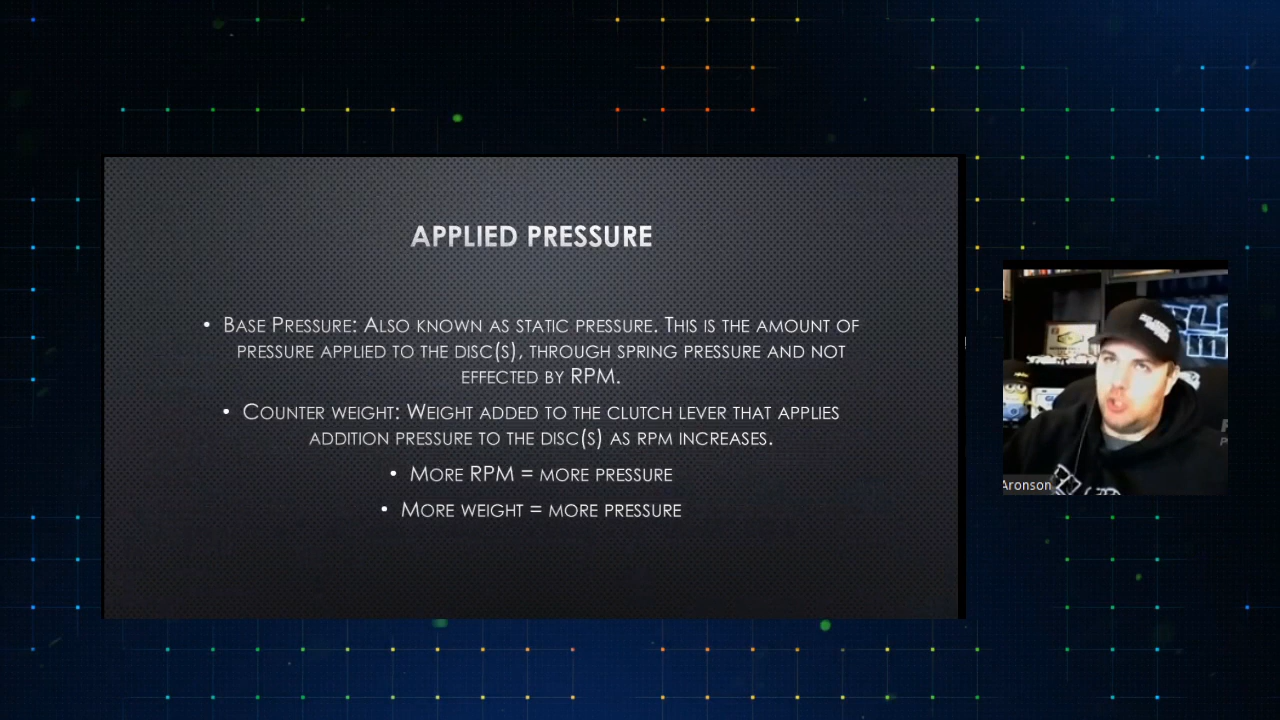 APPLIED PRESSURE
• BASE PRESSURE: ALSO KNOWN AS STATIC PRESSURE. THIS IS THE AMOUNT OF
PRESSURE APPLIED TO THE DISC(S), THROUGH SPRING PRESSURE AND NOT
EFFECTED BY RPM.
• COUNTER WEIGHT: WEIGHT ADDED TO THE CLUTCH LEVER THAT APPLIES
ADDITION PRESSURE TO THE DISC(S) AS RPM INCREASES.
• MORE RPM = MORE PRESSURE
• MORE WEIGHT = MORE PRESSURE
Aronson